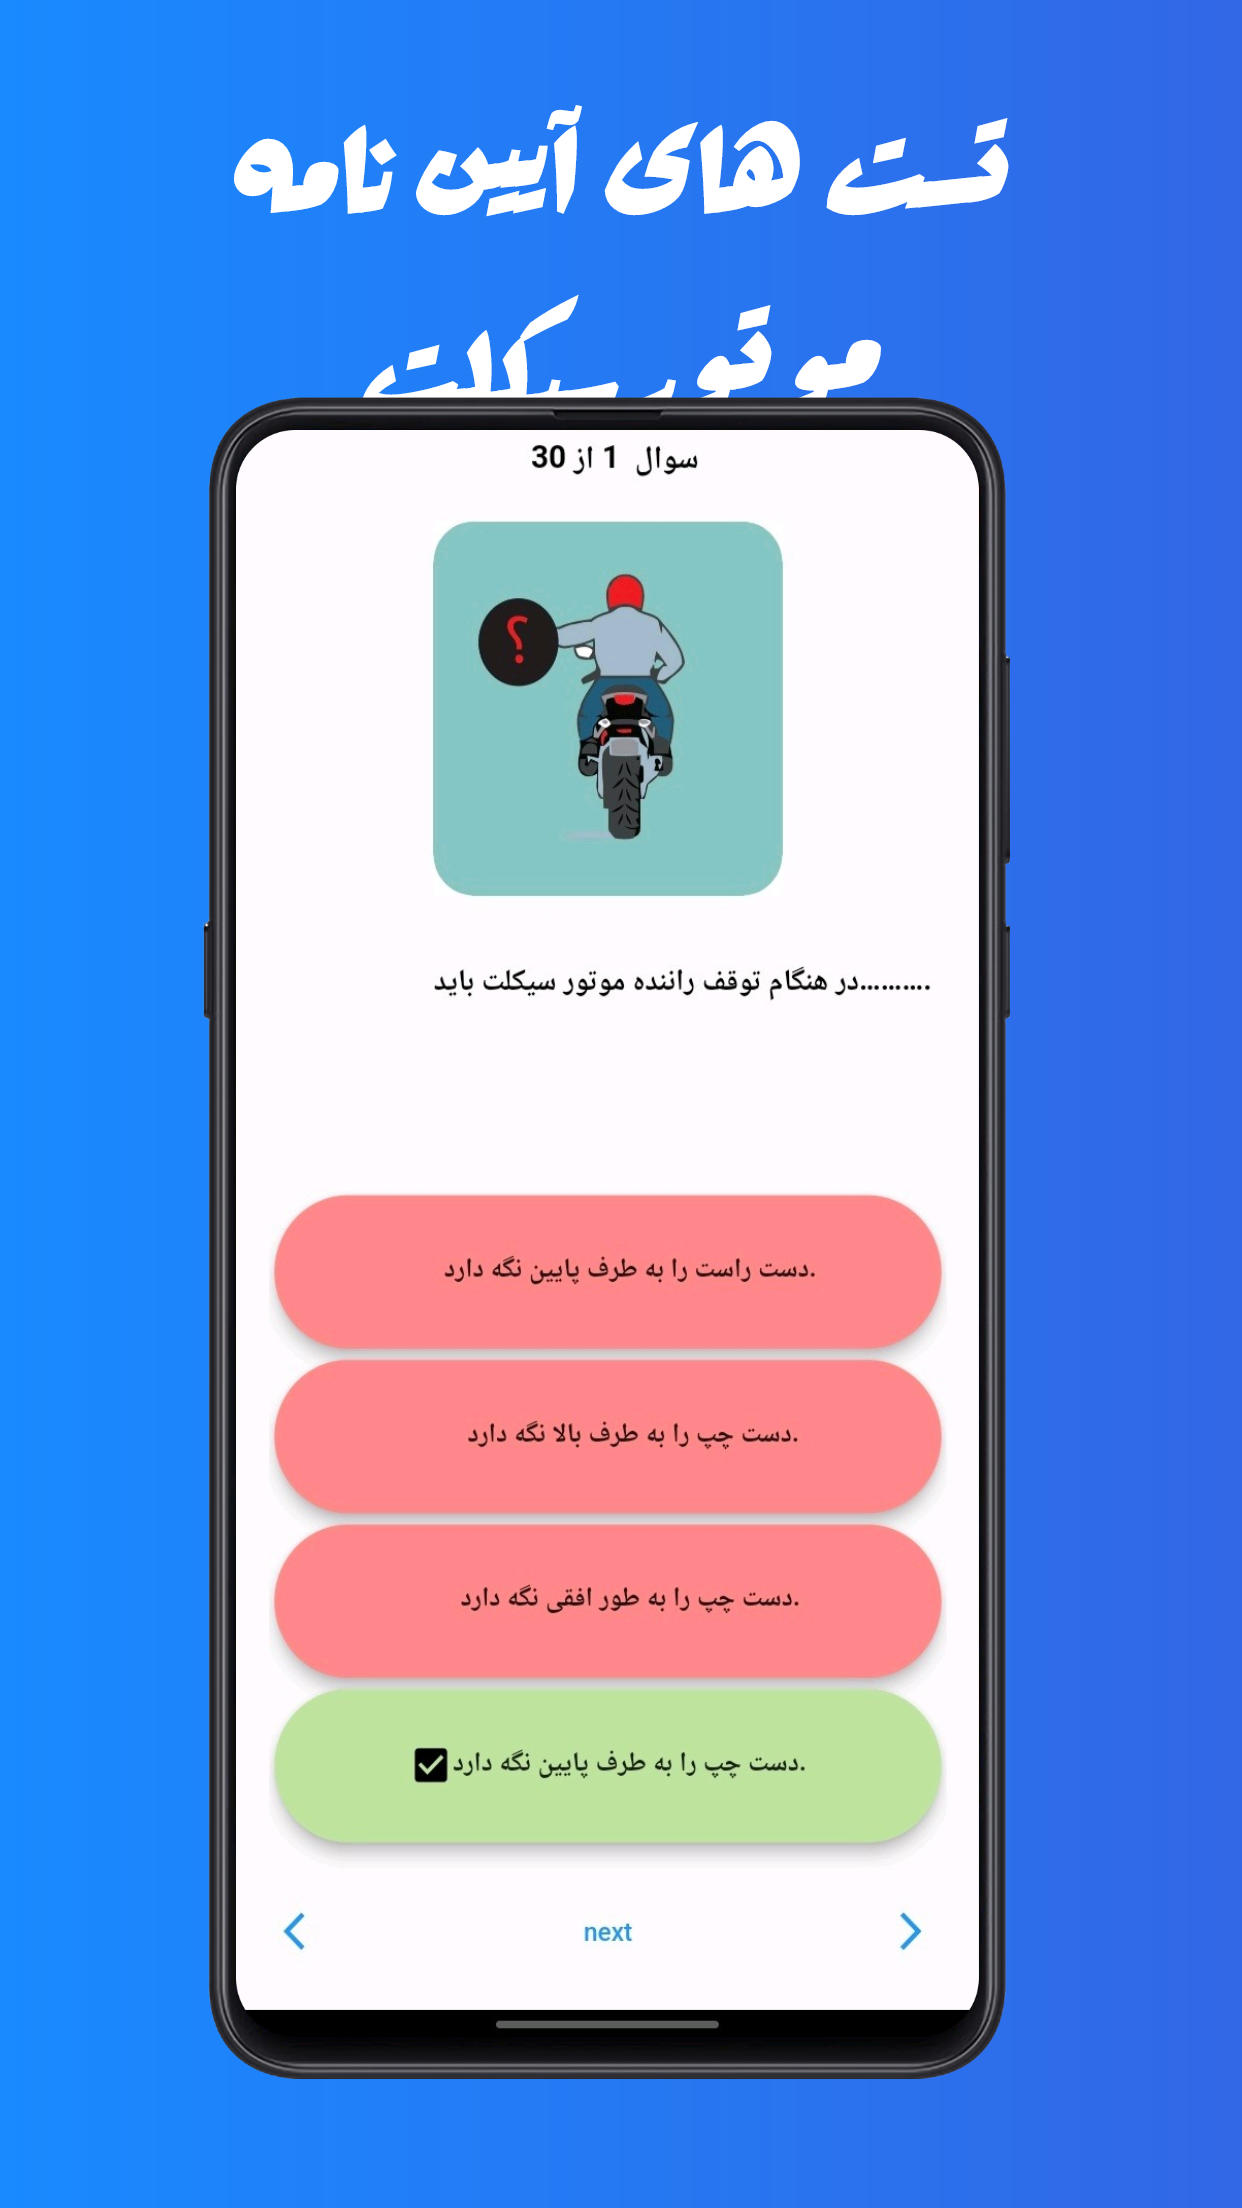 تست های آیین نامه
موتور سیکلت
سوال 1 از 30
؟
در هنگام توقف راننده موتور سیکلت باید..........
دست راست را به طرف پایین نگه دارد.
دست چپ را به طرف بالا نگه دارد.
دست چپ را به طور افقی نگه دارد.
دست چپ را به طرف پایین نگه دارد.
next